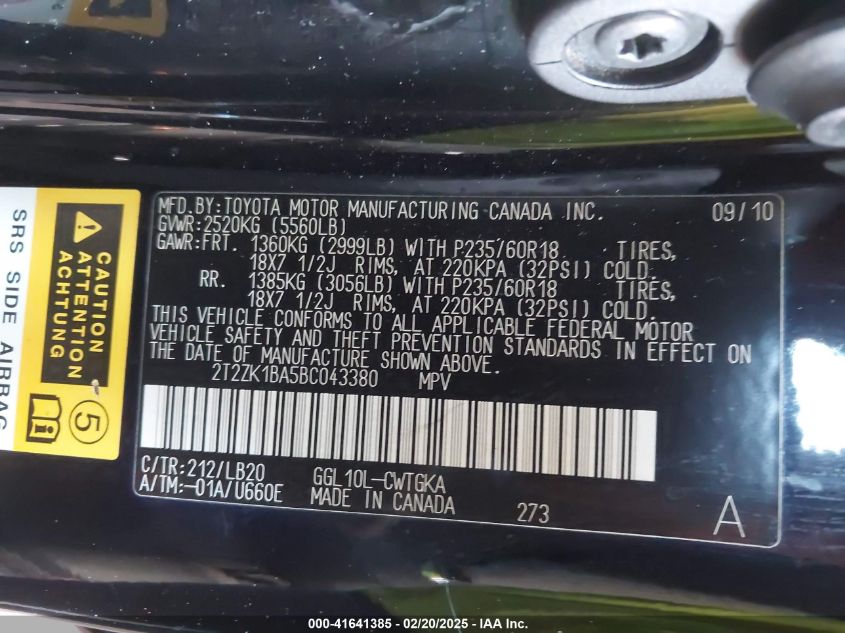 MFD.BY:TOYOTA MOTOR MANUFACTURING CANADA INC. 09/10
GVWR:2520KG (5560LB)
GAWR:FRT. 1360KG (2999LB) WITH P235/60R18 TIRES,
18X7 1/2J RIMS, AT 220KPA (32PSI) COLD.
RR. 1385KG (3056LB) WITH P235/60R18 TIRES,
18X7 1/2J RIMS, AT 220KPA (32PSI) COLD.
THIS VEHICLE CONFORMS TO ALL APPLICABLE FEDERAL MOTOR
VEHICLE SAFETY AND THEFT PREVENTION STANDARDS IN EFFECT ON
THE DATE OF MANUFACTURE SHOWN ABOVE.
2T2ZK1BA5BC043380 MPV
C/TR:212/LB20 GGL10L-CWTGKA
A/TM:-01A/U660E MADE IN CANADA 273 A
CAUTION
ATTENTION
ACHTUNG
5
SRS SIDE AIRBAG
000-41641385 - 02/20/2025 - IAA Inc.